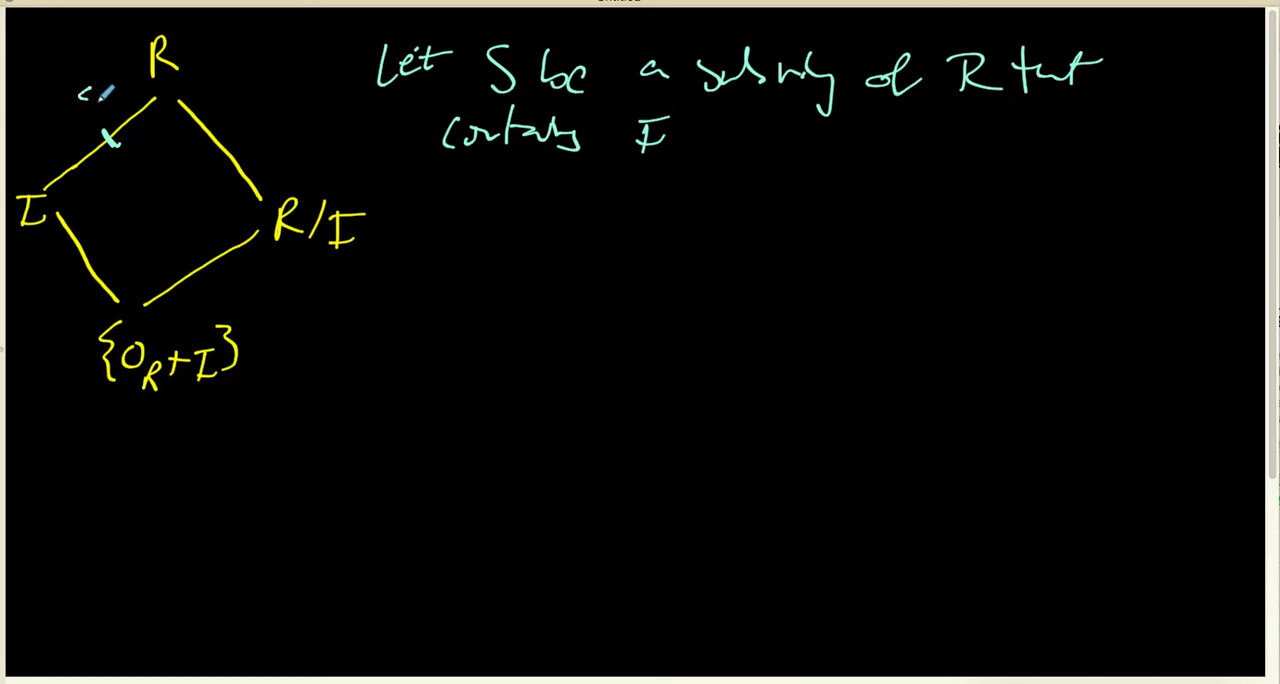 R
Let S be a subring of R that
contains I
I
R/I
{0_R+I}